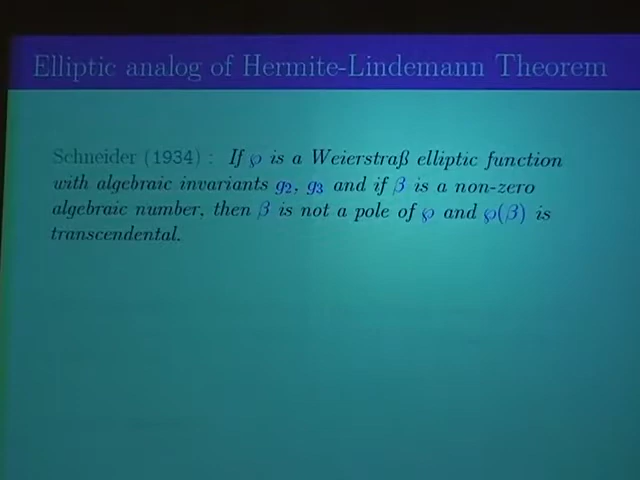 Elliptic analog of Hermite-Lindemann Theorem
Schneider (1934) : If ℘ is a Weierstraß elliptic function
with algebraic invariants g₂, g₃ and if β is a non-zero
algebraic number, then β is not a pole of ℘ and ℘(β) is
transcendental.